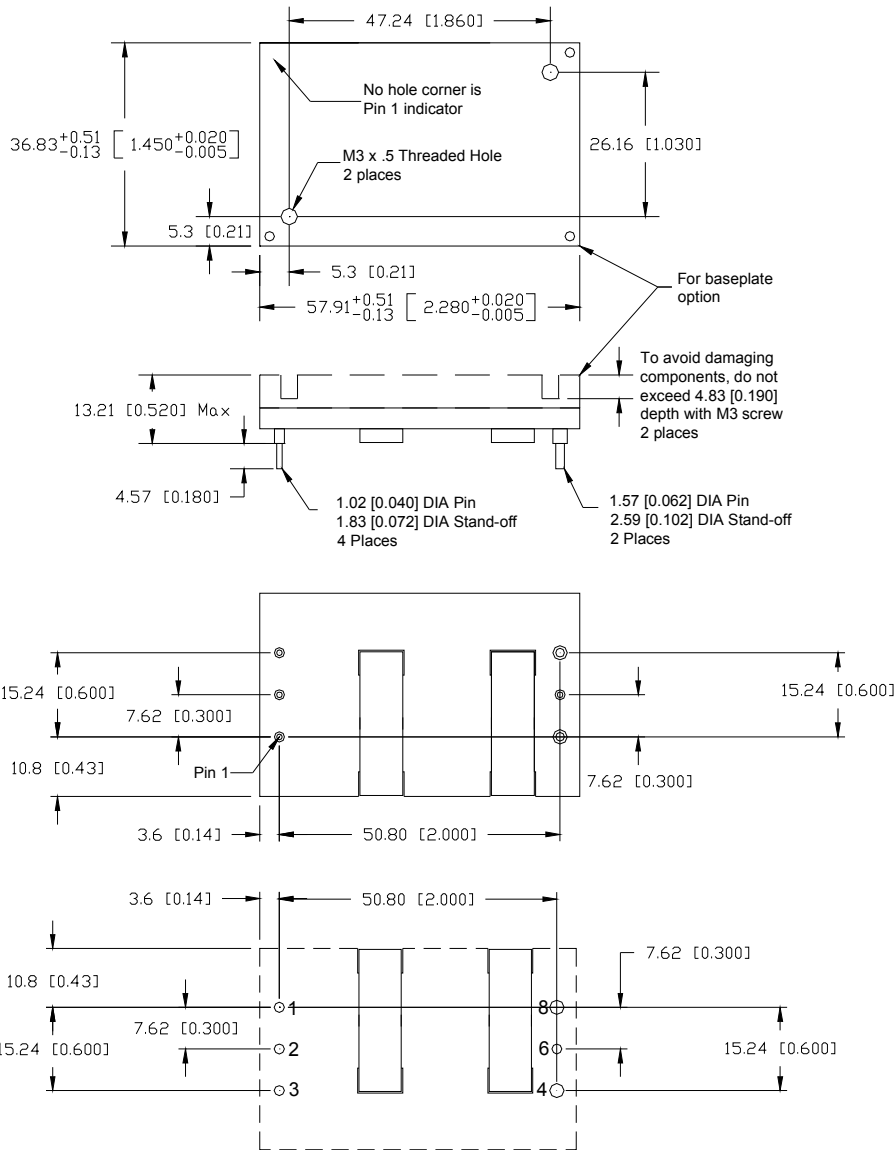 47.24 [1.860]
No hole corner is
Pin 1 indicator
36.83 +0.51 -0.13 [ 1.450 +0.020 -0.005 ]
26.16 [1.030]
M3 x .5 Threaded Hole
2 places
5.3 [0.21]
5.3 [0.21]
For baseplate
option
57.91 +0.51 -0.13 [ 2.280 +0.020 -0.005 ]
To avoid damaging
components, do not
exceed 4.83 [0.190]
depth with M3 screw
2 places
13.21 [0.520] Max
4.57 [0.180]
1.02 [0.040] DIA Pin
1.83 [0.072] DIA Stand-off
4 Places
1.57 [0.062] DIA Pin
2.59 [0.102] DIA Stand-off
2 Places
15.24 [0.600]
15.24 [0.600]
7.62 [0.300]
10.8 [0.43]
Pin 1
7.62 [0.300]
3.6 [0.14]
50.80 [2.000]
3.6 [0.14]
50.80 [2.000]
7.62 [0.300]
10.8 [0.43]
1
8
7.62 [0.300]
2
6
15.24 [0.600]
15.24 [0.600]
3
4